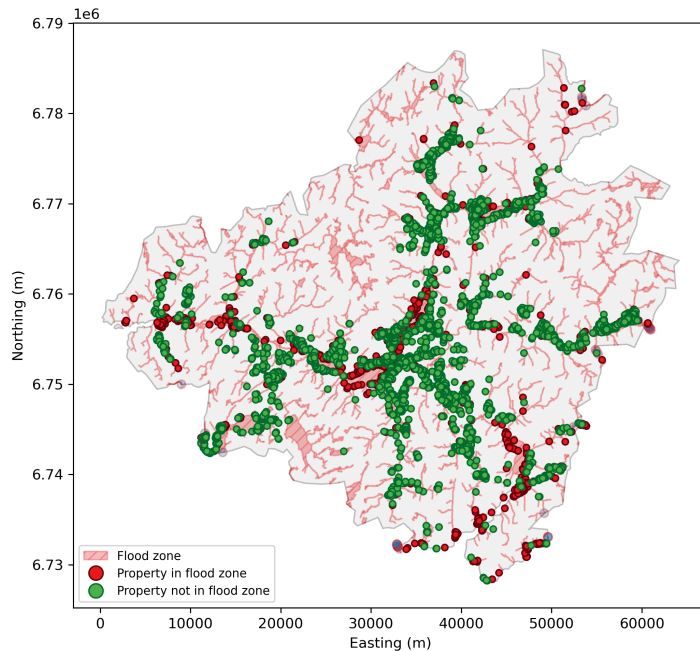 1e6
6.79
6.78
6.77
6.76
6.75
6.74
6.73
Northing (m)
Flood zone
Property in flood zone
Property not in flood zone
0 10000 20000 30000 40000 50000 60000
Easting (m)